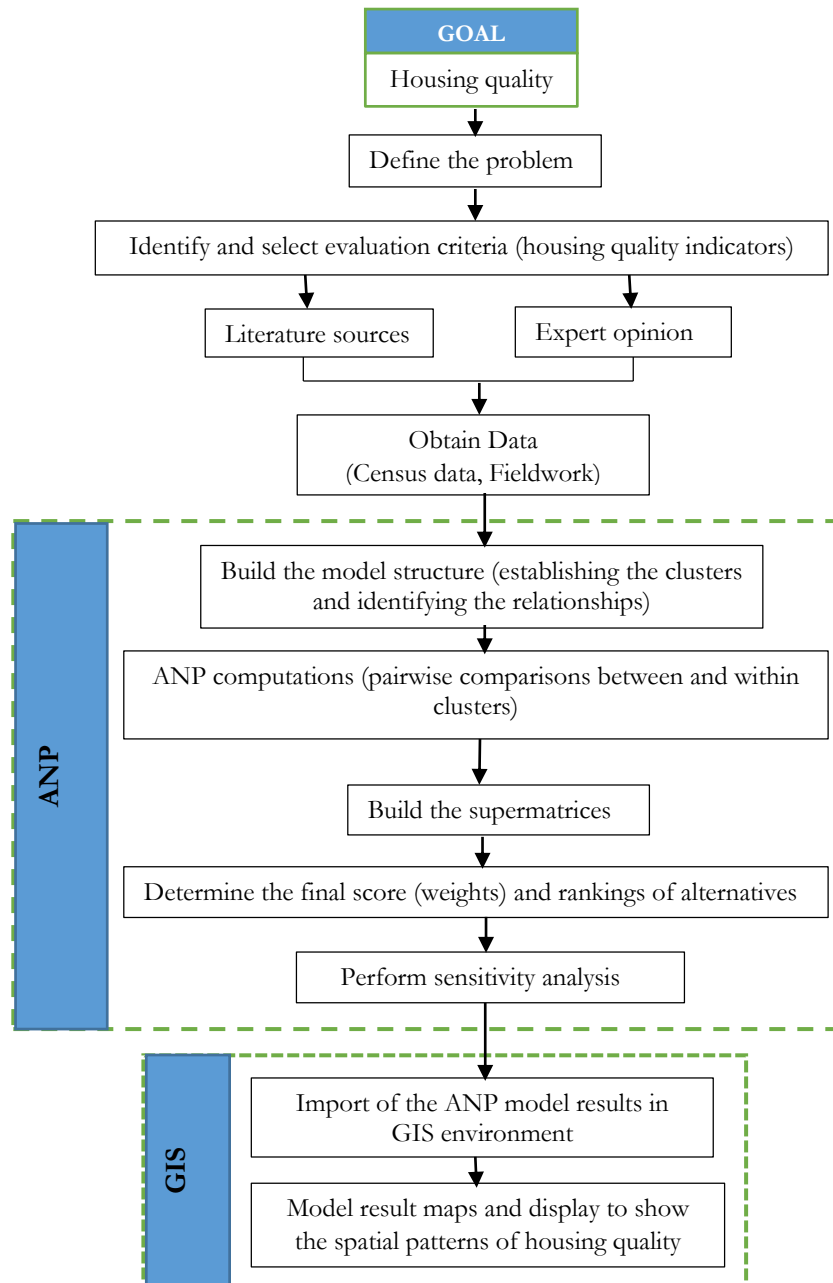 GOAL
Housing quality
Define the problem
Identify and select evaluation criteria (housing quality indicators)
Literature sources
Expert opinion
Obtain Data
(Census data, Fieldwork)
ANP
Build the model structure (establishing the clusters
and identifying the relationships)
ANP computations (pairwise comparisons between and within
clusters)
Build the supermatrices
Determine the final score (weights) and rankings of alternatives
Perform sensitivity analysis
GIS
Import of the ANP model results in
GIS environment
Model result maps and display to show
the spatial patterns of housing quality